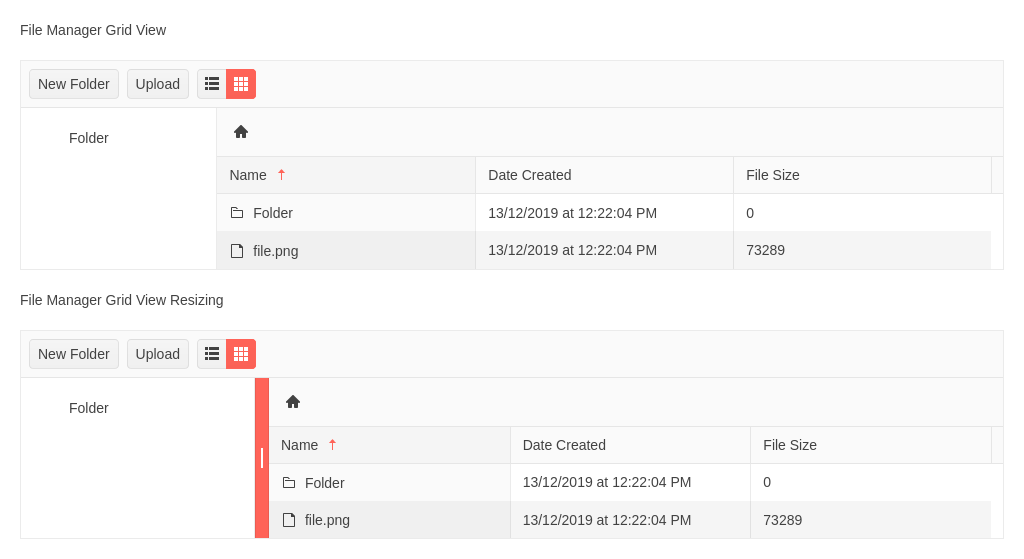 File Manager Grid View
New Folder Upload
Folder
Name Date Created File Size
Folder 13/12/2019 at 12:22:04 PM 0
file.png 13/12/2019 at 12:22:04 PM 73289
File Manager Grid View Resizing
New Folder Upload
Folder
Name Date Created File Size
Folder 13/12/2019 at 12:22:04 PM 0
file.png 13/12/2019 at 12:22:04 PM 73289